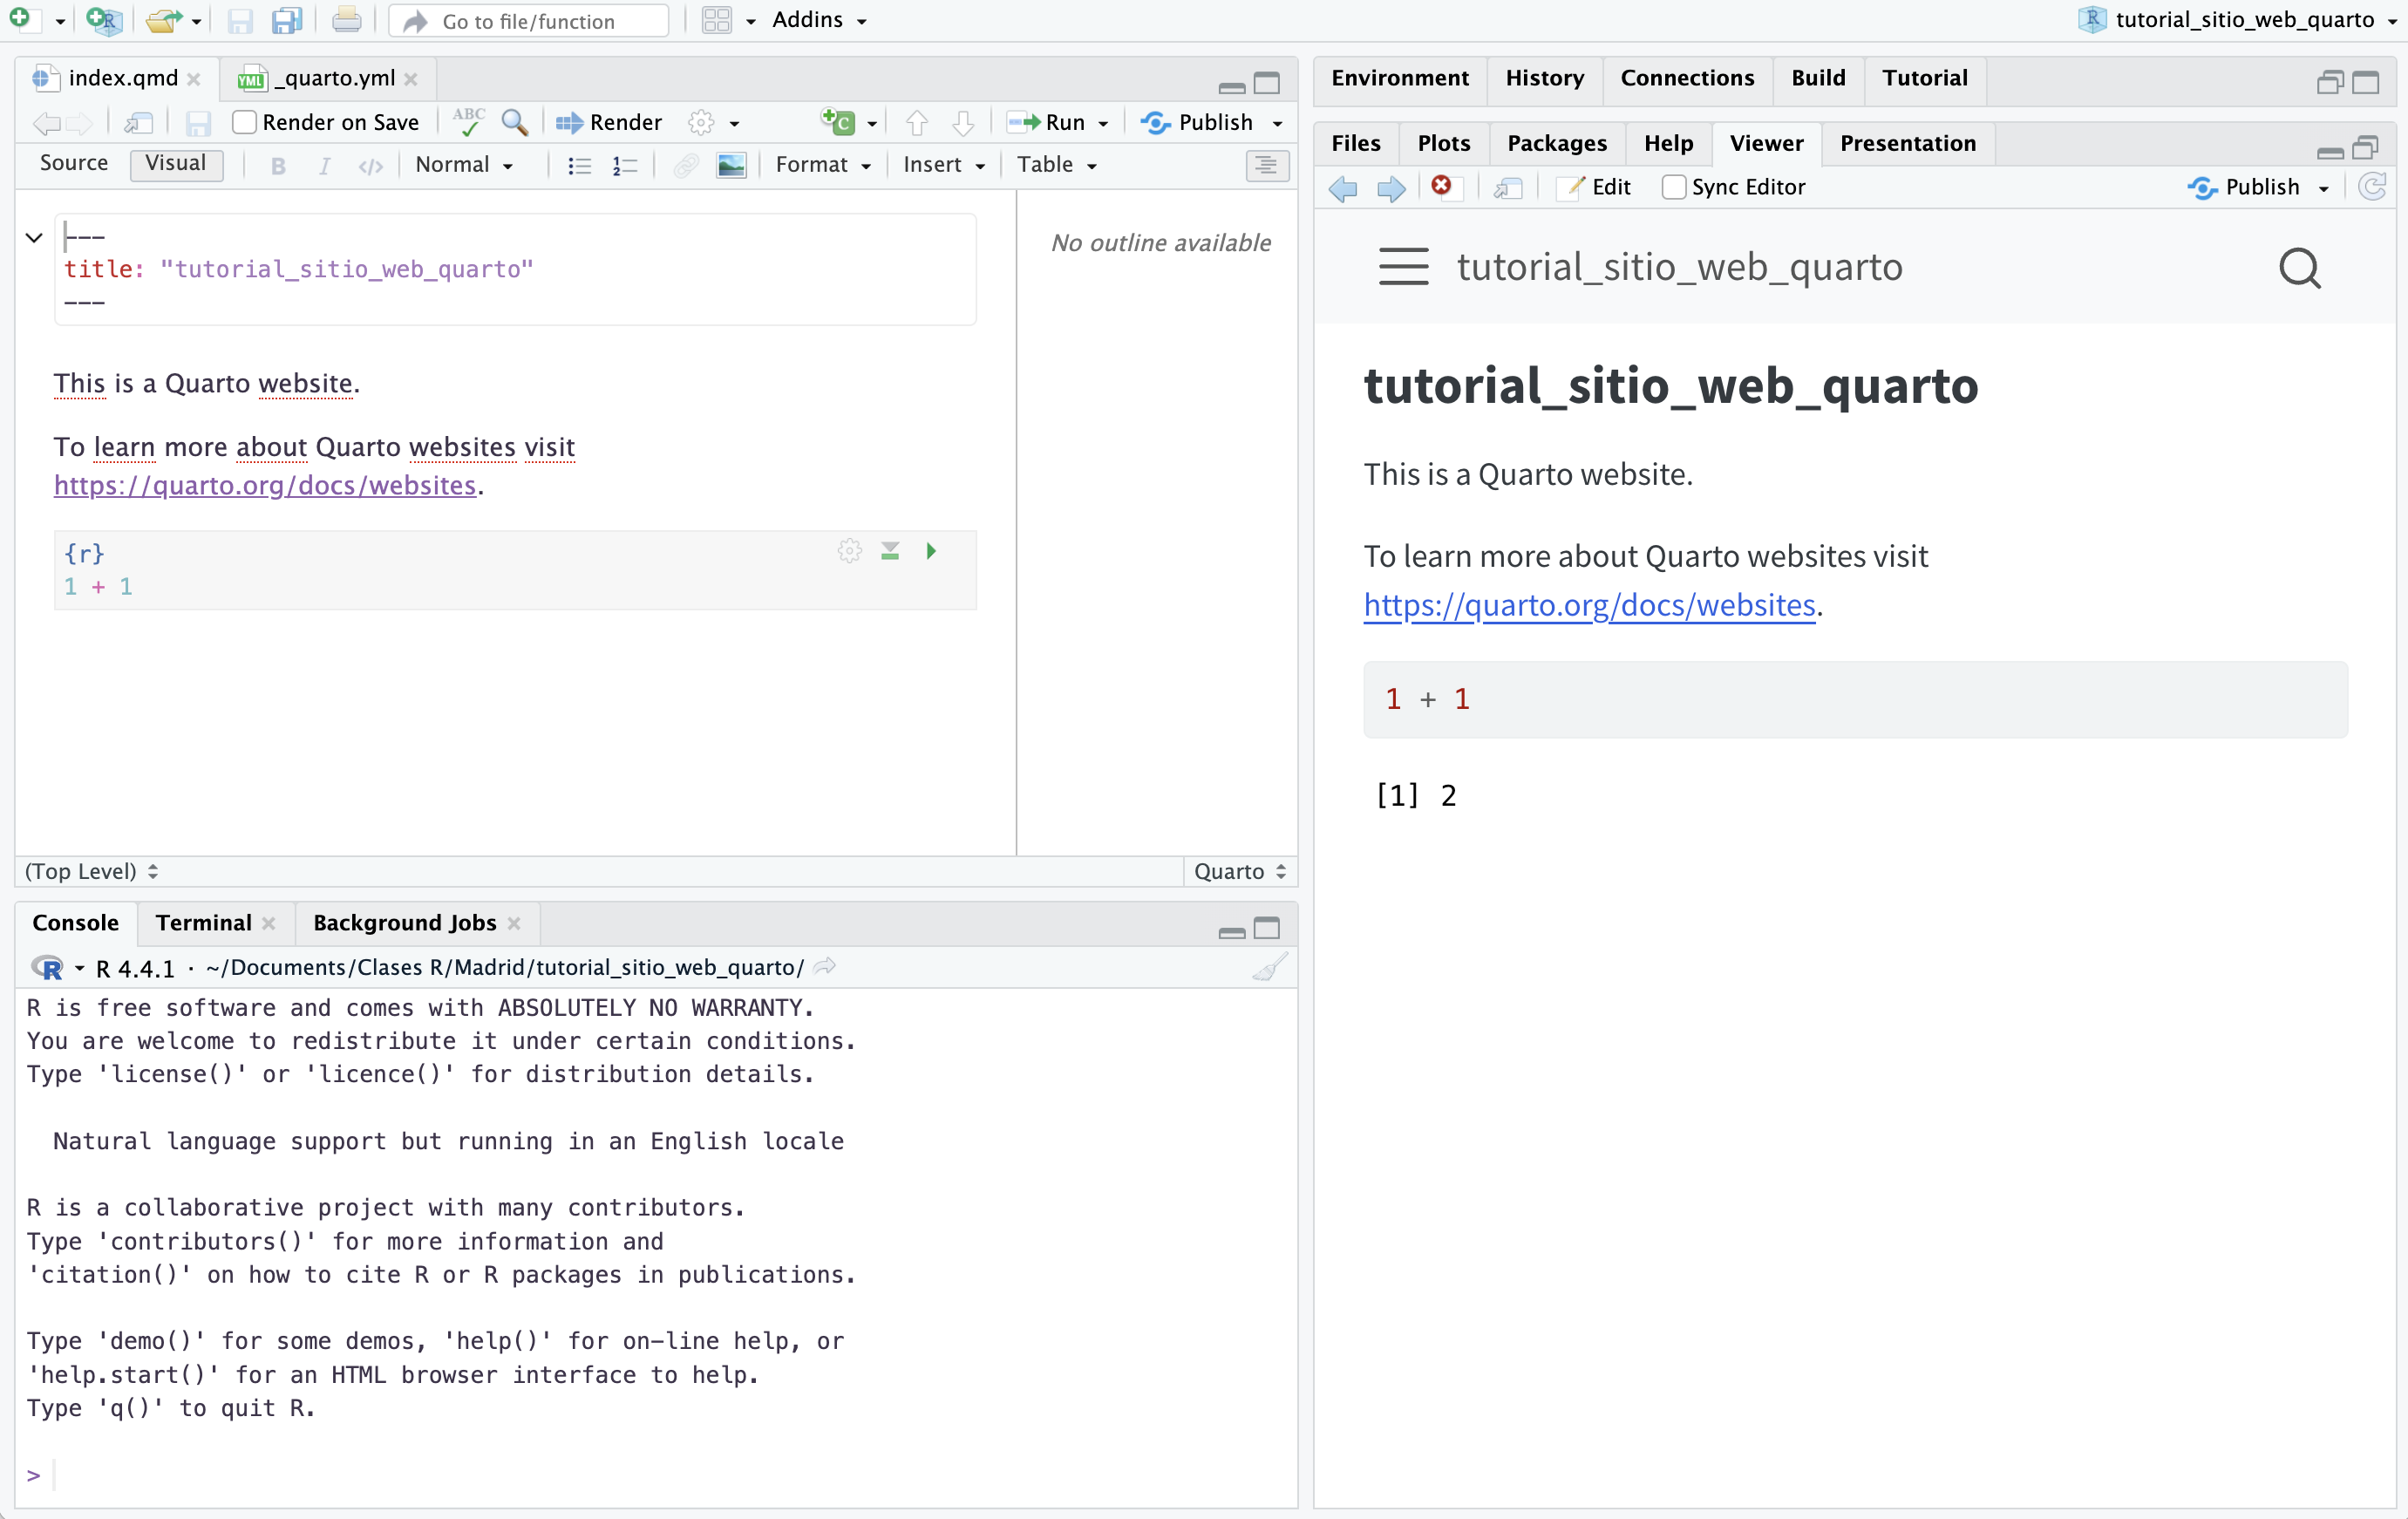 Go to file/function
Addins
tutorial_sitio_web_quarto
index.qmd
_quarto.yml
Render on Save
ABC
Render
Run
Publish
Source
Visual
B
I
</>
Normal
Format
Insert
Table
---
title: "tutorial_sitio_web_quarto"
---
No outline available
This is a Quarto website.
To learn more about Quarto websites visit
https://quarto.org/docs/websites.
{r}
1 + 1
(Top Level)
Quarto
Console
Terminal
Background Jobs
R 4.4.1 · ~/Documents/Clases R/Madrid/tutorial_sitio_web_quarto/
R is free software and comes with ABSOLUTELY NO WARRANTY.
You are welcome to redistribute it under certain conditions.
Type 'license()' or 'licence()' for distribution details.
Natural language support but running in an English locale
R is a collaborative project with many contributors.
Type 'contributors()' for more information and
'citation()' on how to cite R or R packages in publications.
Type 'demo()' for some demos, 'help()' for on-line help, or
'help.start()' for an HTML browser interface to help.
Type 'q()' to quit R.
>
Environment
History
Connections
Build
Tutorial
Files
Plots
Packages
Help
Viewer
Presentation
Edit
Sync Editor
Publish
tutorial_sitio_web_quarto
tutorial_sitio_web_quarto
This is a Quarto website.
To learn more about Quarto websites visit
https://quarto.org/docs/websites.
1 + 1
[1] 2